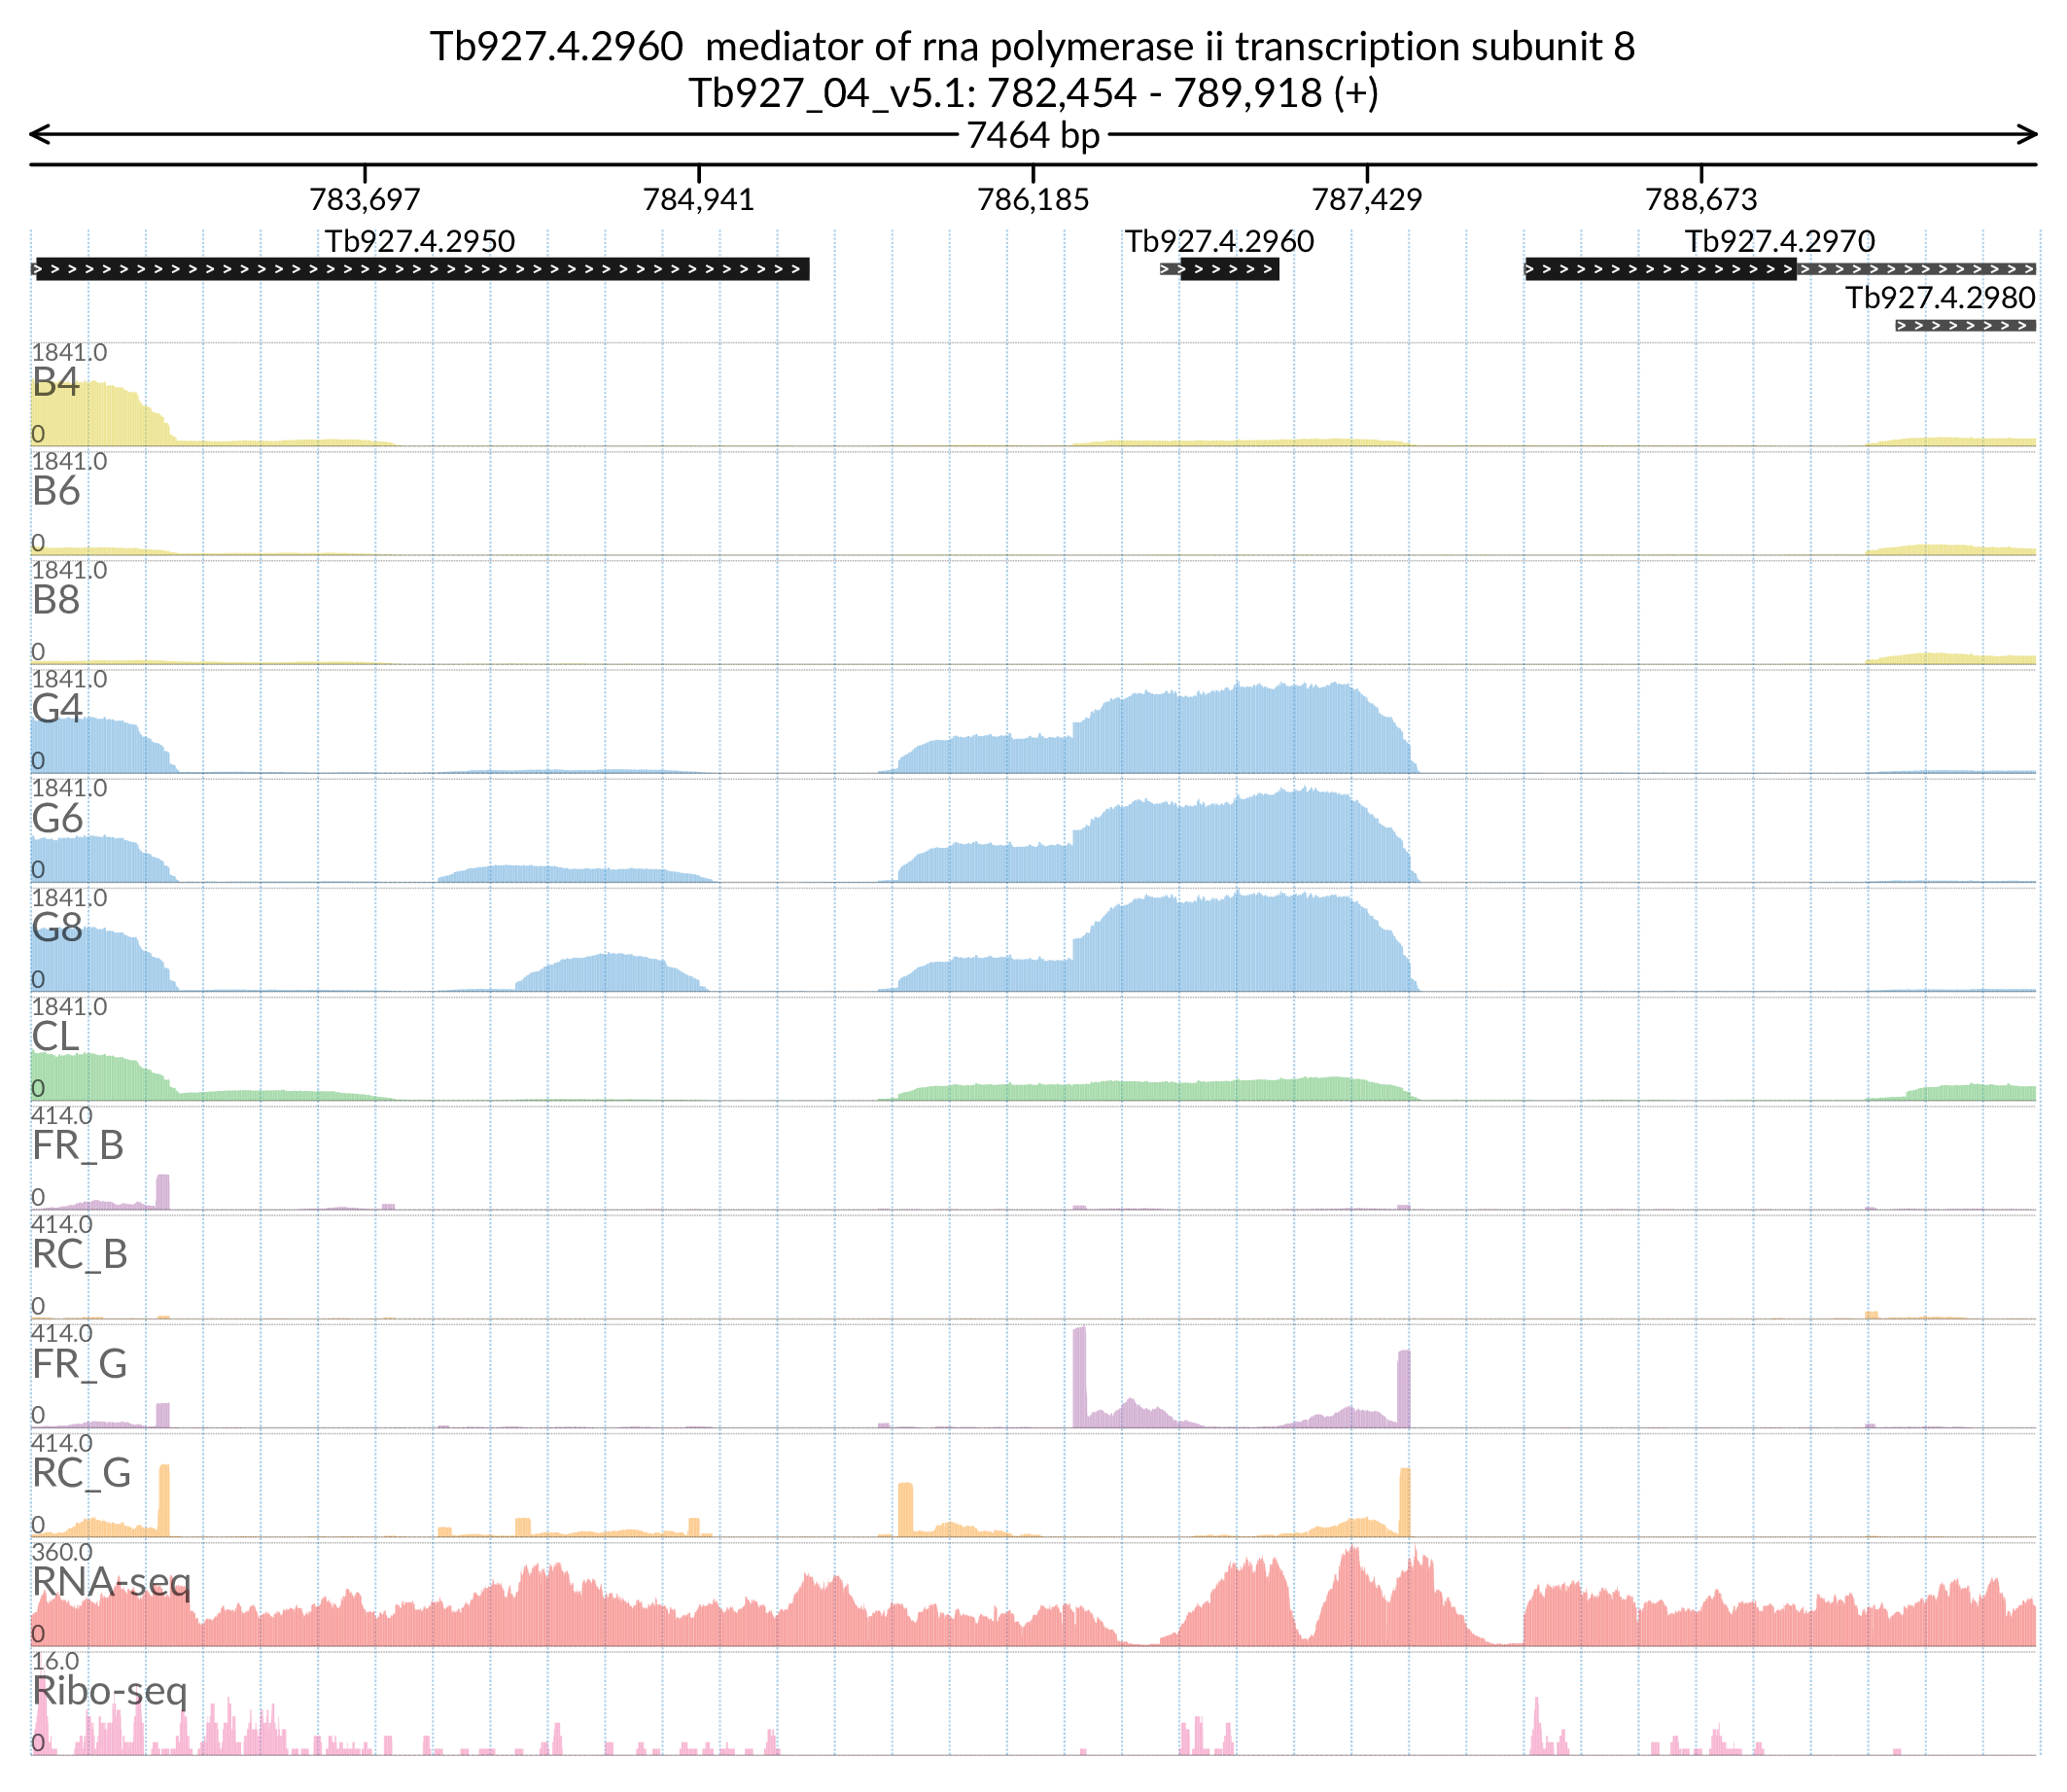 Tb927.4.2960  mediator of rna polymerase ii transcription subunit 8
Tb927_04_v5.1: 782,454 - 789,918 (+)
7464 bp
783,697 784,941 786,185 787,429 788,673
Tb927.4.2950 Tb927.4.2960 Tb927.4.2970
Tb927.4.2980
1841.0
B4
0
1841.0
B6
0
1841.0
B8
0
1841.0
G4
0
1841.0
G6
0
1841.0
G8
0
1841.0
CL
0
414.0
FR_B
0
414.0
RC_B
0
414.0
FR_G
0
414.0
RC_G
0
360.0
RNA-seq
0
16.0
Ribo-seq
0